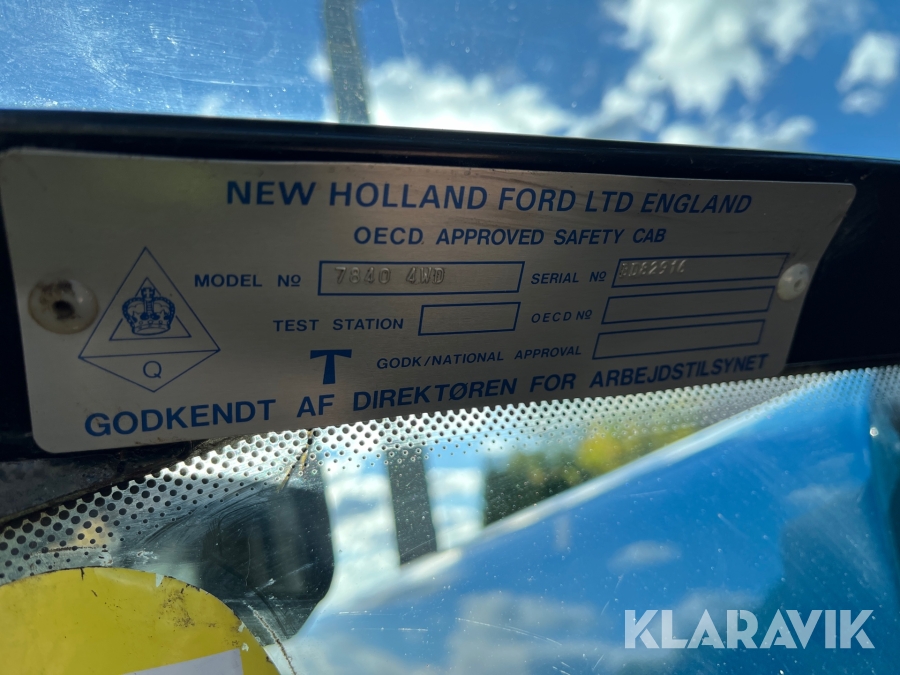 NEW HOLLAND FORD LTD ENGLAND
OECD APPROVED SAFETY CAB
MODEL Nº 7840 4WD SERIAL Nº
TEST STATION OECD Nº
T GODK/NATIONAL APPROVAL
Q
GODKENDT AF DIREKTØREN FOR ARBEJDSTILSYNET
KLARAVIK